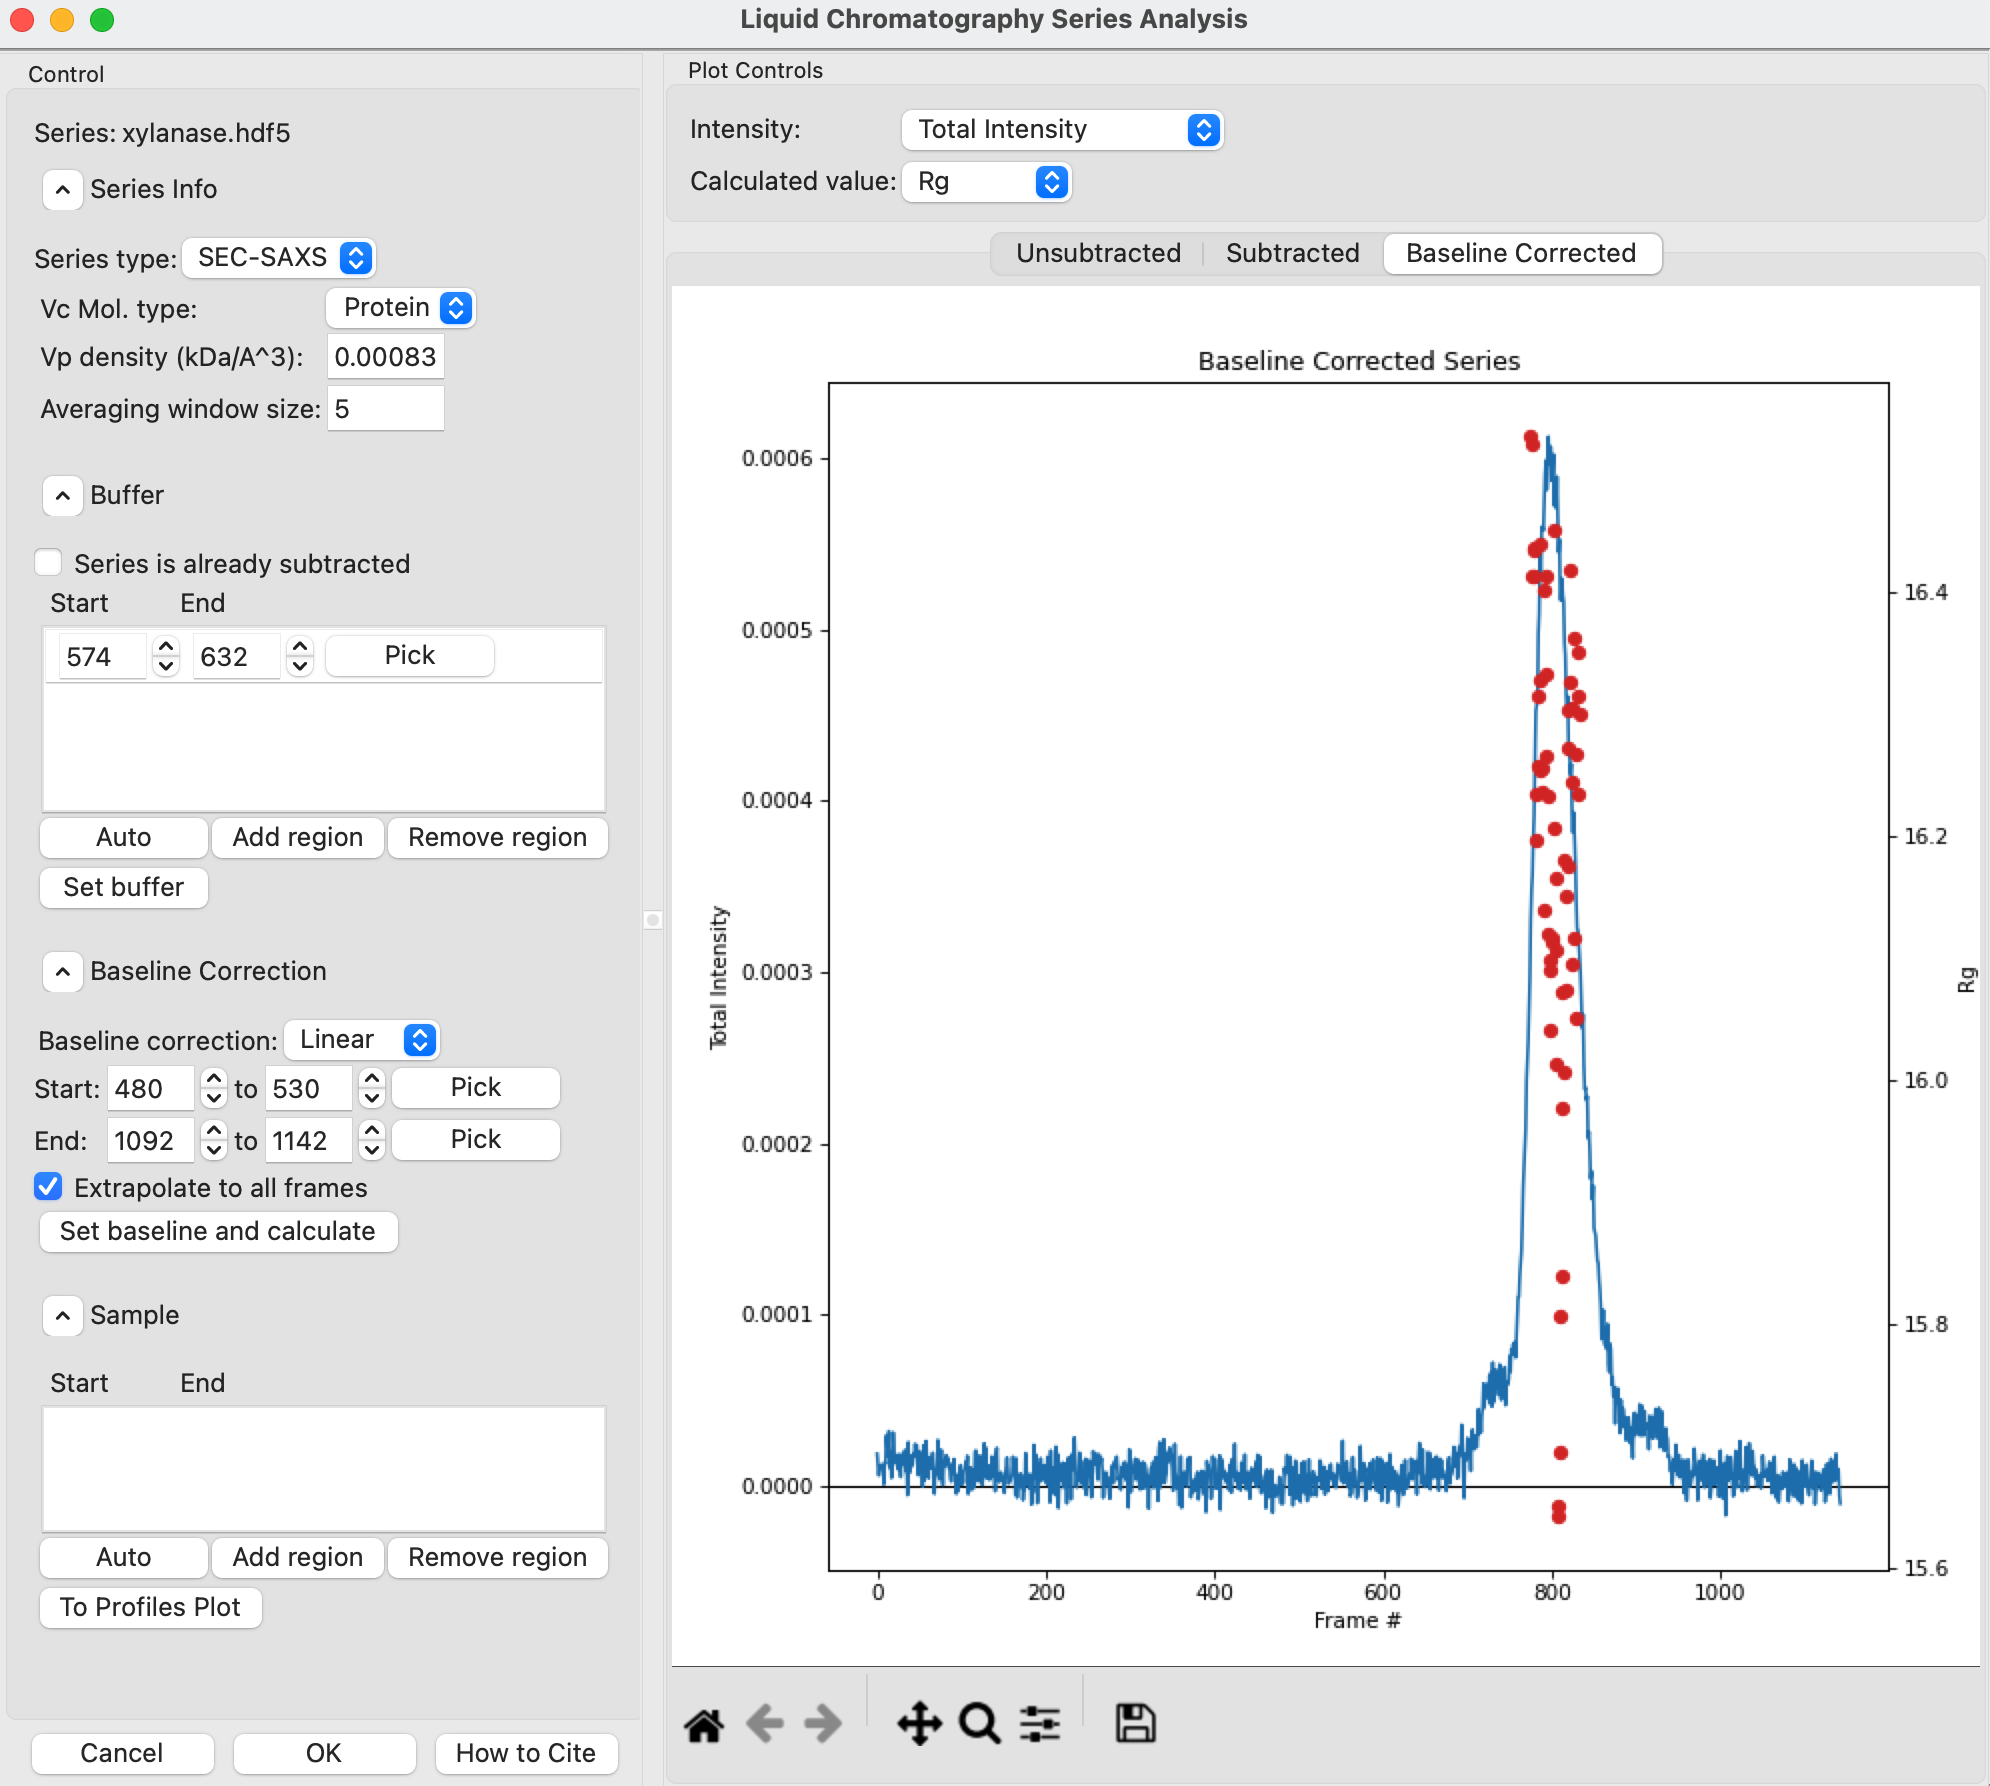 Liquid Chromatography Series Analysis
Control
Series: xylanase.hdf5
Series Info
Series type: SEC-SAXS
Vc Mol. type: Protein
Vp density (kDa/A^3): 0.00083
Averaging window size: 5
Buffer
Series is already subtracted
Start End
574 632 Pick
Auto Add region Remove region
Set buffer
Baseline Correction
Baseline correction: Linear
Start: 480 to 530 Pick
End: 1092 to 1142 Pick
Extrapolate to all frames
Set baseline and calculate
Sample
Start End
Auto Add region Remove region
To Profiles Plot
Cancel OK How to Cite
Plot Controls
Intensity: Total Intensity
Calculated value: Rg
Unsubtracted Subtracted Baseline Corrected
Baseline Corrected Series
0.0006
0.0005
0.0004
0.0003
0.0002
0.0001
0.0000
Total Intensity
16.4
16.2
16.0
15.8
15.6
Rg
0 200 400 600 800 1000
Frame #